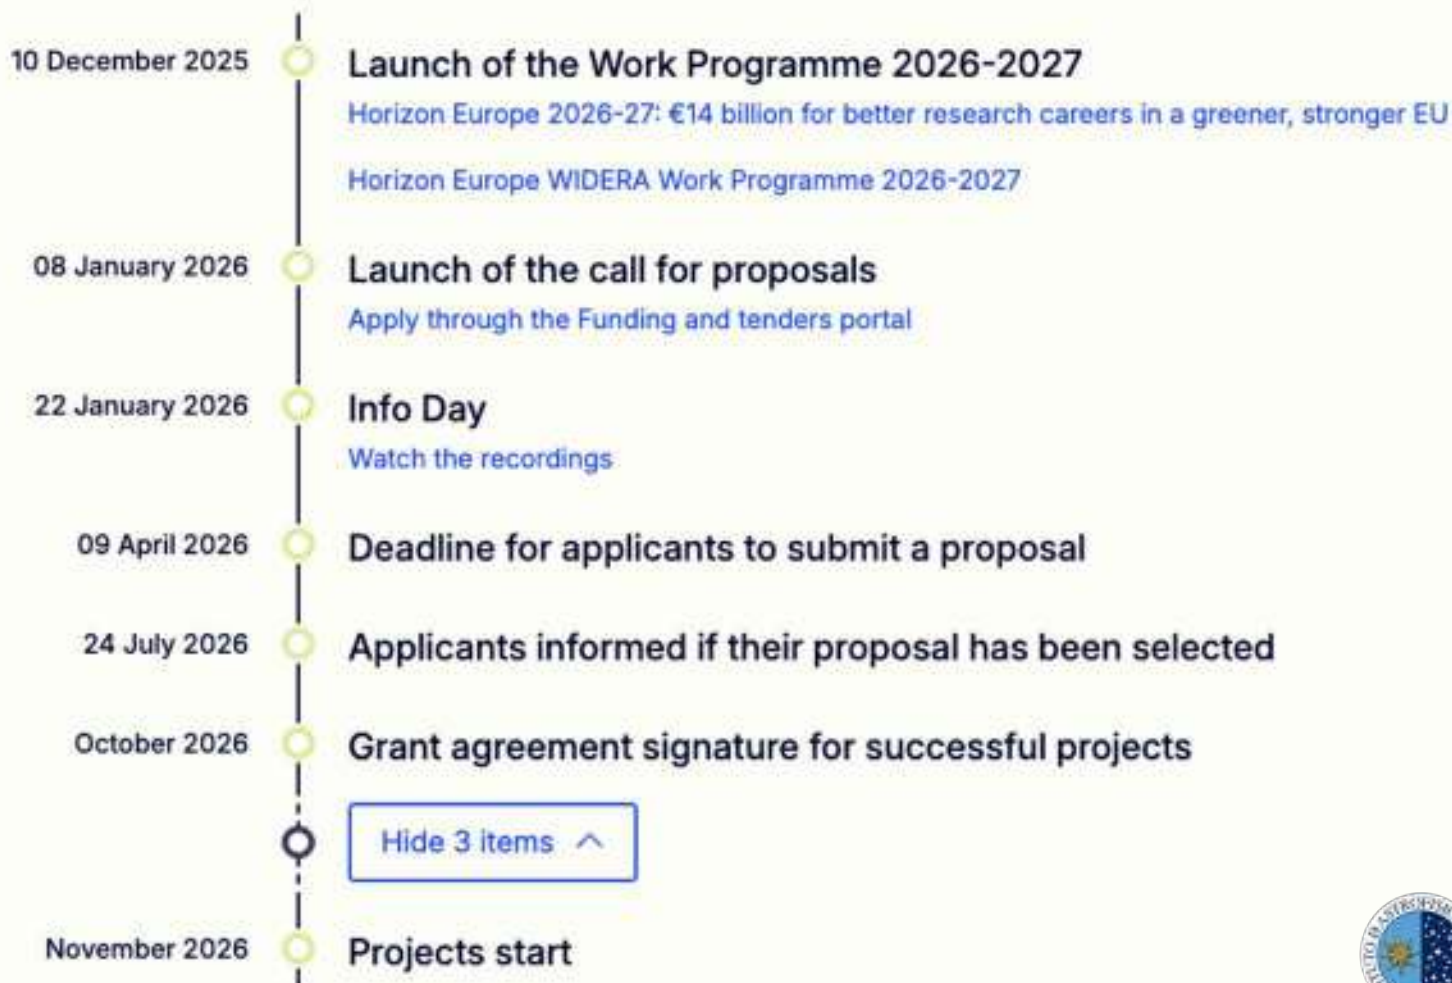 10 December 2025
Launch of the Work Programme 2026-2027
Horizon Europe 2026-27: €14 billion for better research careers in a greener, stronger EU
Horizon Europe WIDERA Work Programme 2026-2027
08 January 2026
Launch of the call for proposals
Apply through the Funding and tenders portal
22 January 2026
Info Day
Watch the recordings
09 April 2026
Deadline for applicants to submit a proposal
24 July 2026
Applicants informed if their proposal has been selected
October 2026
Grant agreement signature for successful projects
Hide 3 items
November 2026
Projects start